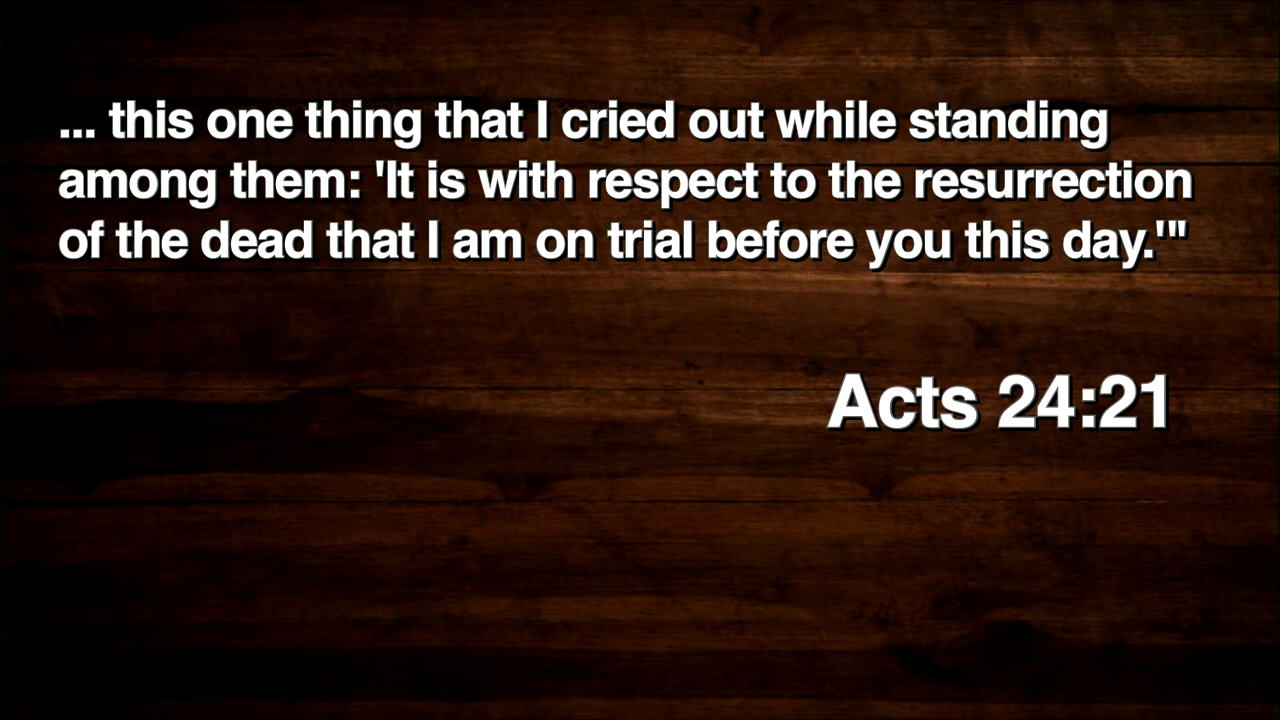 ... this one thing that I cried out while standing
among them: 'It is with respect to the resurrection
of the dead that I am on trial before you this day.'"
Acts 24:21